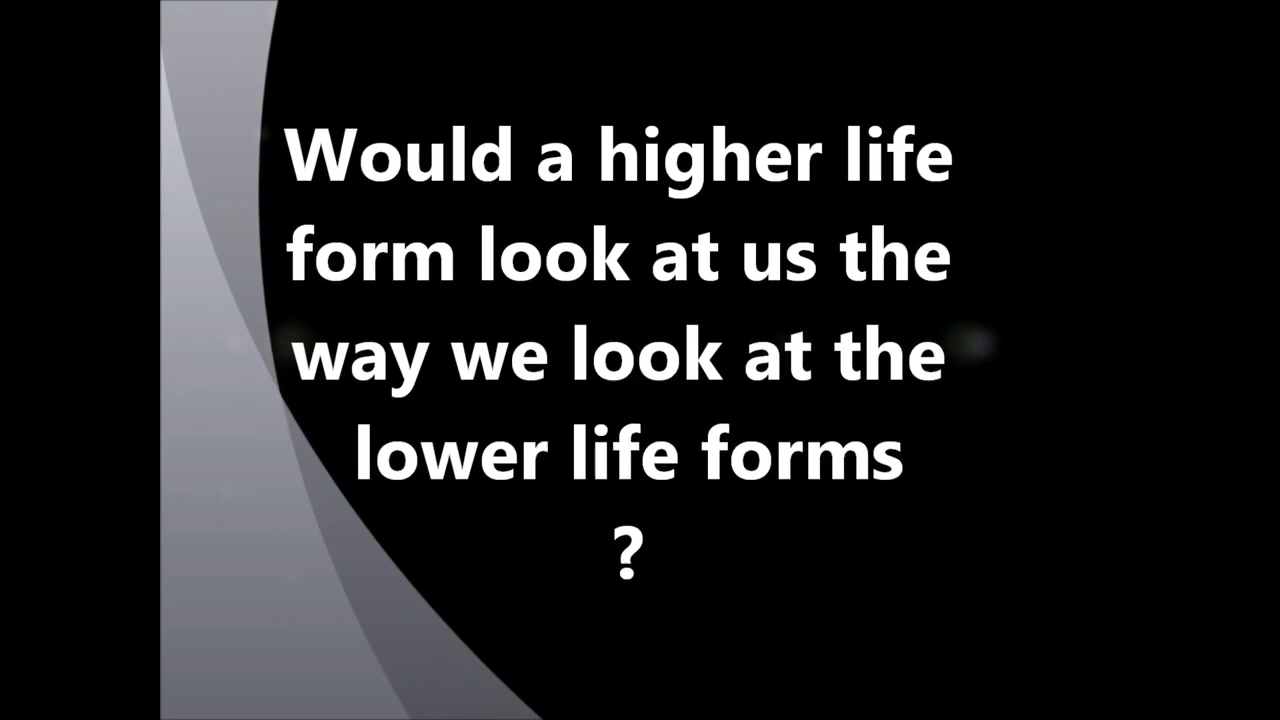 Would a higher life
form look at us the
way we look at the
lower life forms
?